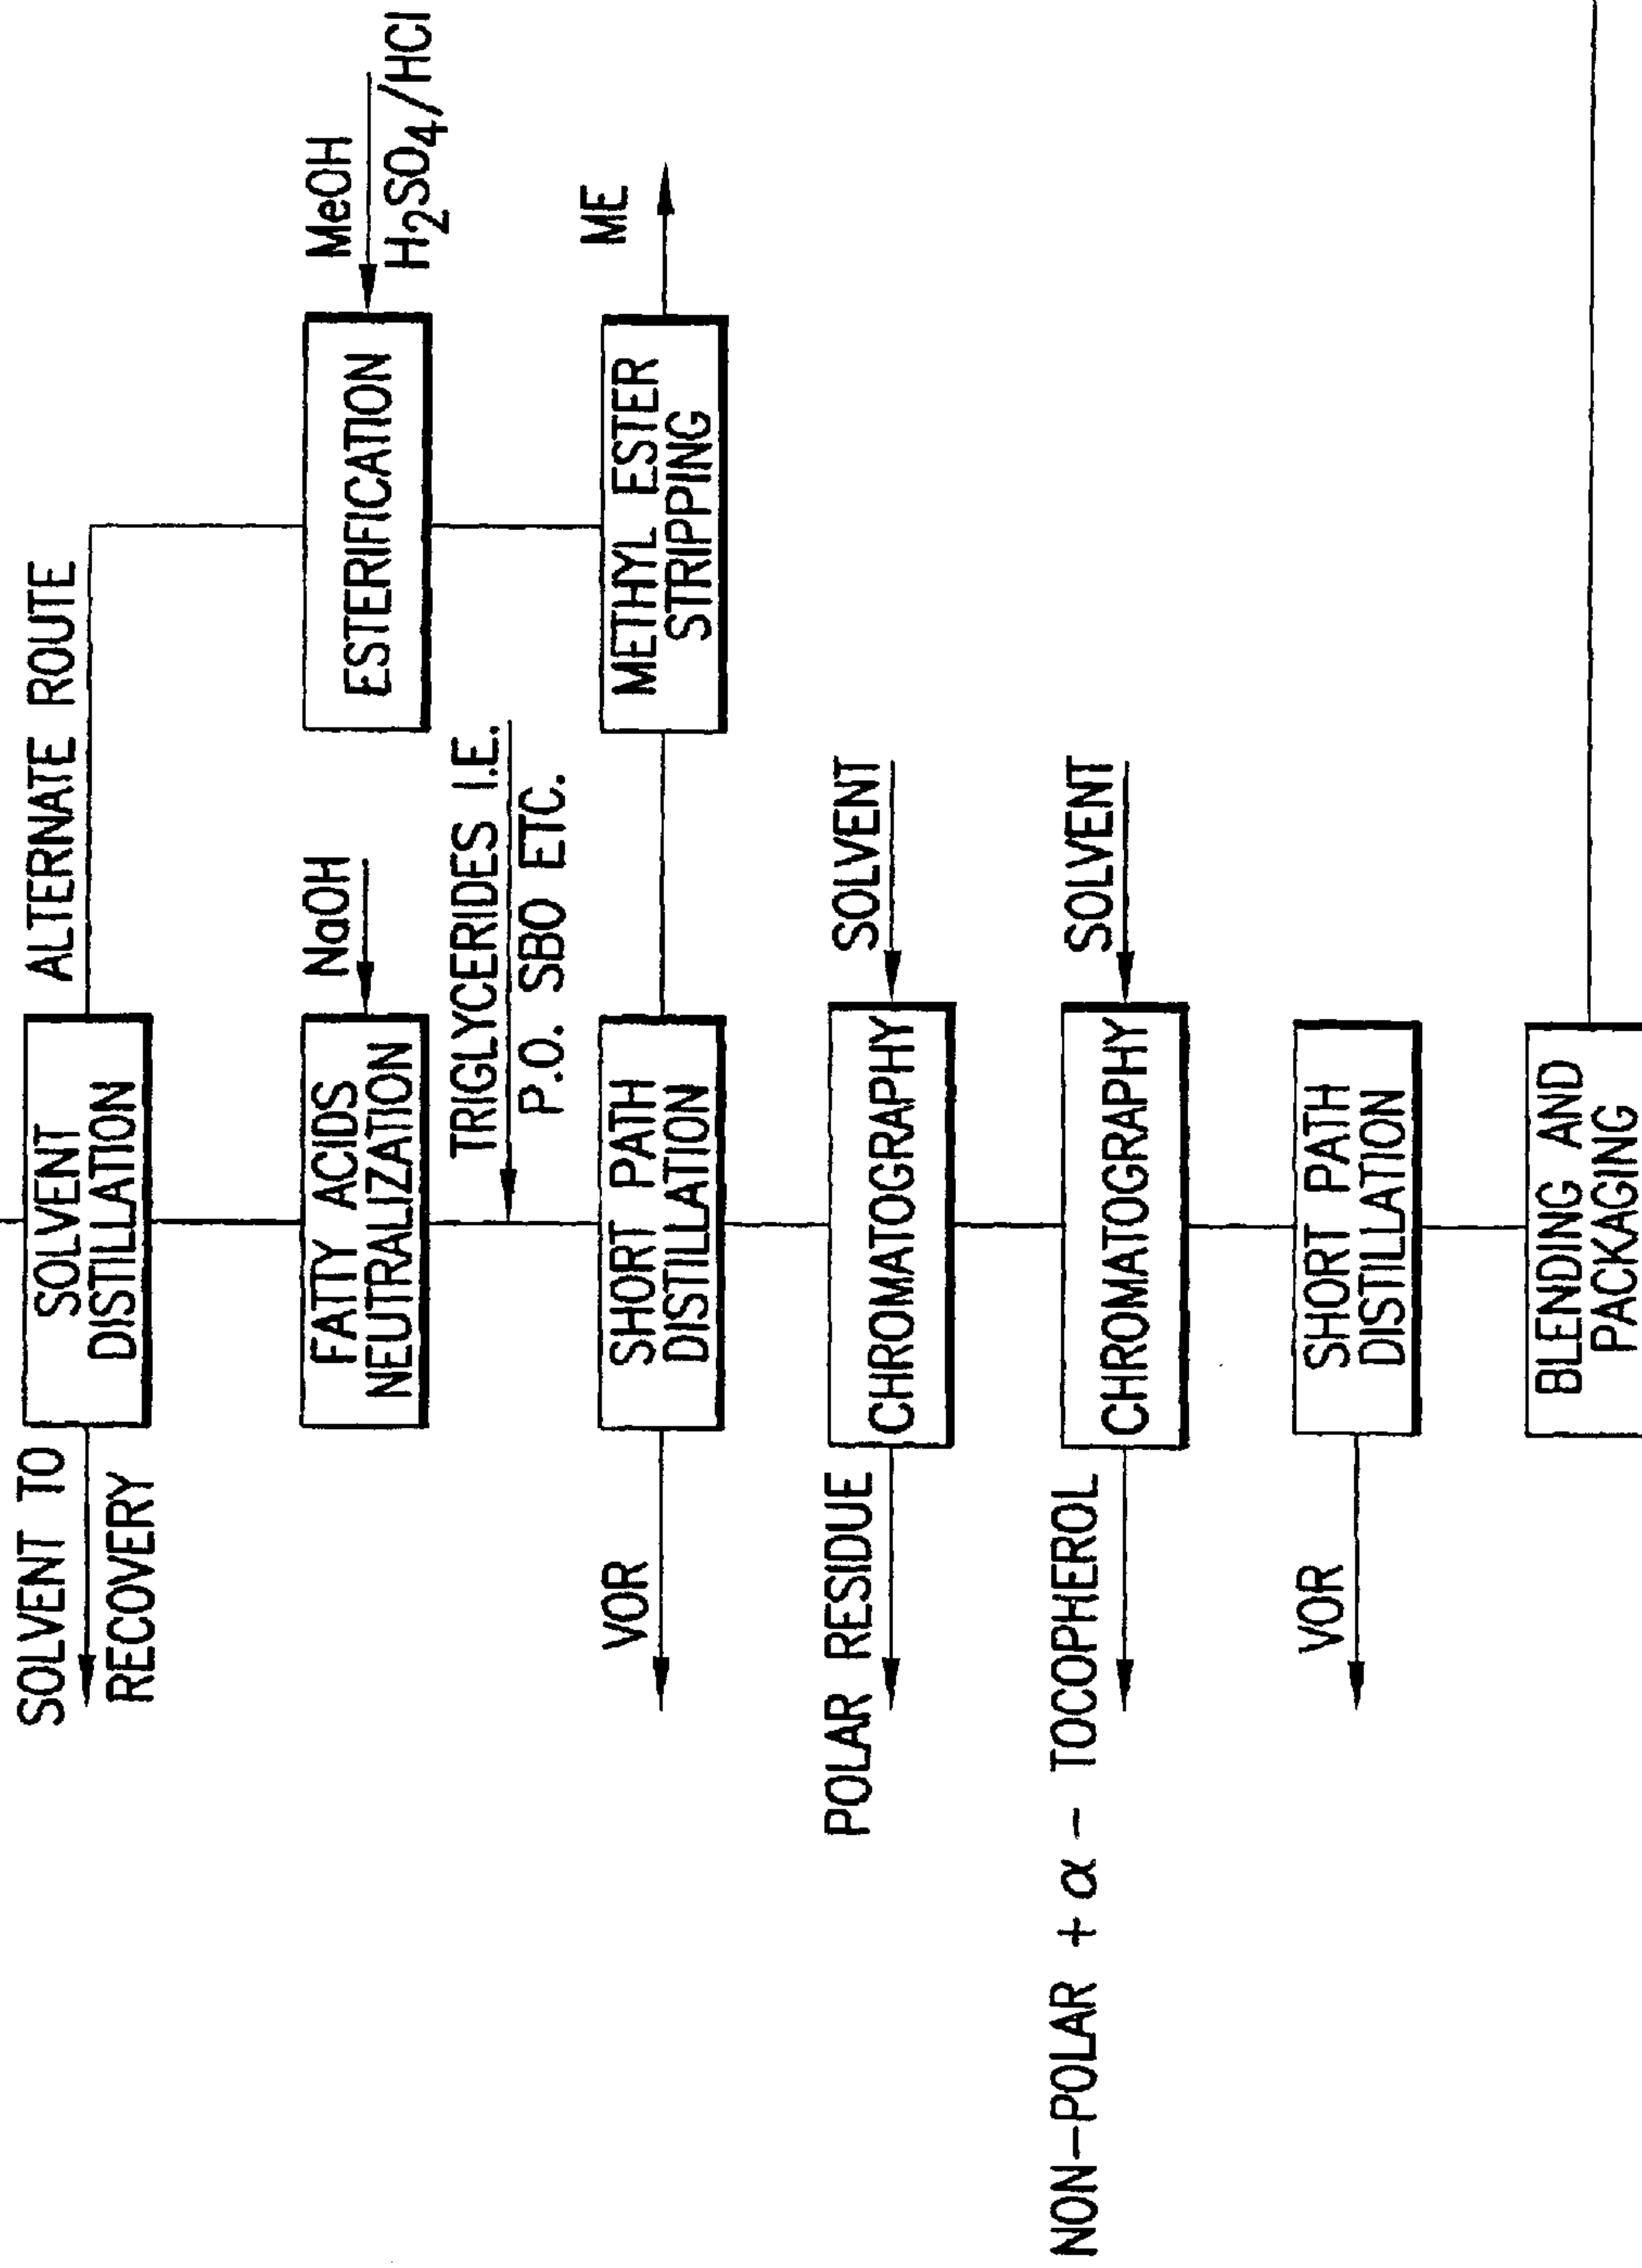 SOLVENT TO
RECOVERY
SOLVENT
DISTILLATION
ALTERNATE ROUTE
FATTY ACIDS
NEUTRALIZATION
NaOH
ESTERIFICATION
MeOH
H2SO4/HCl
TRIGLYCERIDES I.E.
P.O. SBO ETC.
VOR
SHORT PATH
DISTILLATION
METHYL ESTER
STRIPPING
ME
POLAR RESIDUE
CHROMATOGRAPHY
SOLVENT
NON-POLAR + α - TOCOPHEROL
CHROMATOGRAPHY
SOLVENT
VOR
SHORT PATH
DISTILLATION
BLENDING AND
PACKAGING